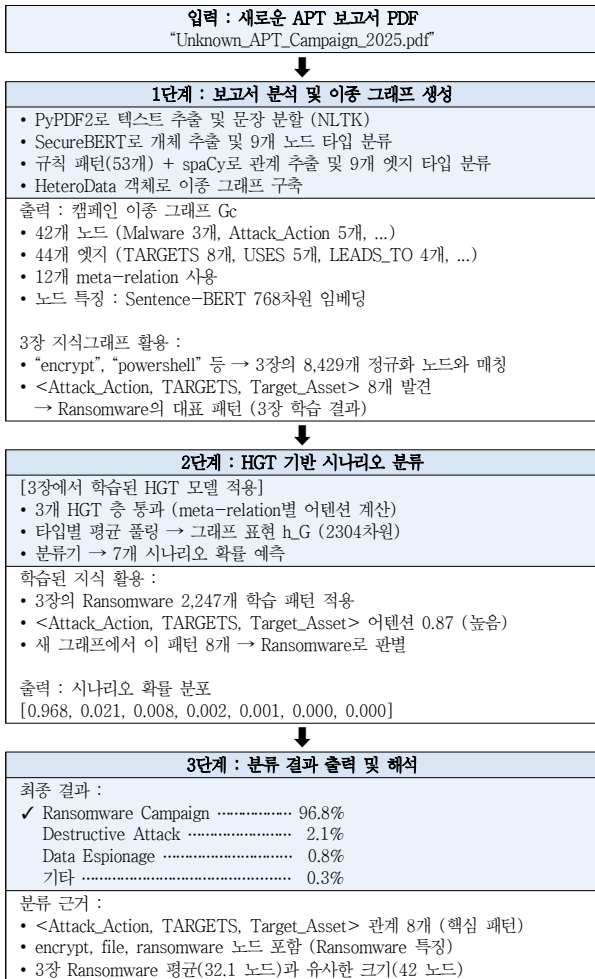 입력 : 새로운 APT 보고서 PDF
“Unknown_APT_Campaign_2025.pdf”
⬇
1단계 : 보고서 분석 및 이종 그래프 생성
• PyPDF2로 텍스트 추출 및 문장 분할 (NLTK)
• SecureBERT로 개체 추출 및 9개 노드 타입 분류
• 규칙 패턴(53개) + spaCy로 관계 추출 및 9개 엣지 타입 분류
• HeteroData 객체로 이종 그래프 구축
출력 : 캠페인 이종 그래프 Gc
• 42개 노드 (Malware 3개, Attack_Action 5개, ...)
• 44개 엣지 (TARGETS 8개, USES 5개, LEADS_TO 4개, ...)
• 12개 meta-relation 사용
• 노드 특징 : Sentence-BERT 768차원 임베딩
3장 지식그래프 활용 :
• “encrypt”, “powershell” 등 → 3장의 8,429개 정규화 노드와 매칭
• <Attack_Action, TARGETS, Target_Asset> 8개 발견
→ Ransomware의 대표 패턴 (3장 학습 결과)
⬇
2단계 : HGT 기반 시나리오 분류
[3장에서 학습된 HGT 모델 적용]
• 3개 HGT 층 통과 (meta-relation별 어텐션 계산)
• 타입별 평균 풀링 → 그래프 표현 h_G (2304차원)
• 분류기 → 7개 시나리오 확률 예측
학습된 지식 활용 :
• 3장의 Ransomware 2,247개 학습 패턴 적용
• <Attack_Action, TARGETS, Target_Asset> 어텐션 0.87 (높음)
• 새 그래프에서 이 패턴 8개 → Ransomware로 판별
출력 : 시나리오 확률 분포
[0.968, 0.021, 0.008, 0.002, 0.001, 0.000, 0.000]
⬇
3단계 : 분류 결과 출력 및 해석
최종 결과 :
✓ Ransomware Campaign ⋯⋯⋯⋯⋯⋯ 96.8%
Destructive Attack ⋯⋯⋯⋯⋯⋯⋯⋯ 2.1%
Data Espionage ⋯⋯⋯⋯⋯⋯⋯⋯⋯ 0.8%
기타 ⋯⋯⋯⋯⋯⋯⋯⋯⋯⋯⋯⋯⋯⋯ 0.3%
분류 근거 :
• <Attack_Action, TARGETS, Target_Asset> 관계 8개 (핵심 패턴)
• encrypt, file, ransomware 노드 포함 (Ransomware 특징)
• 3장 Ransomware 평균(32.1 노드)과 유사한 크기(42 노드)